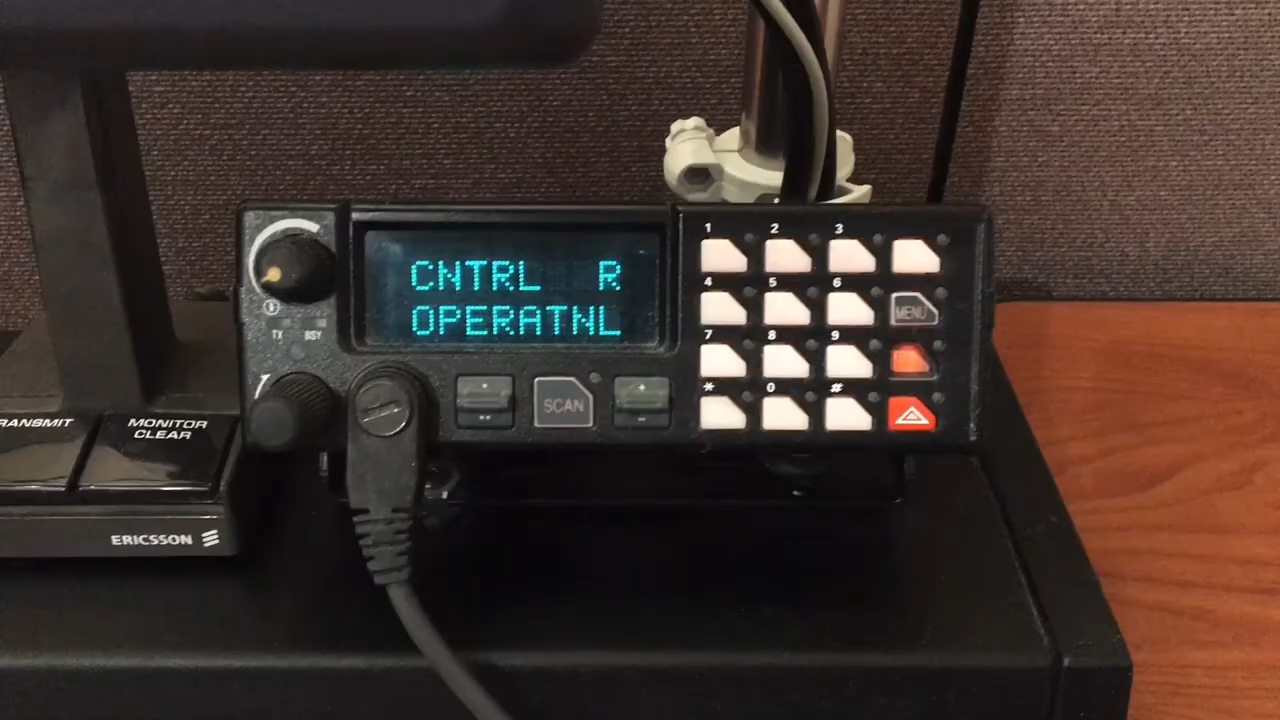 CNTRL R
OPERATNL
TX BSY
SCAN
1 2 3
4 5 6
MENU
7 8 9
* 0 #
RANSMIT
MONITOR
CLEAR
ERICSSON